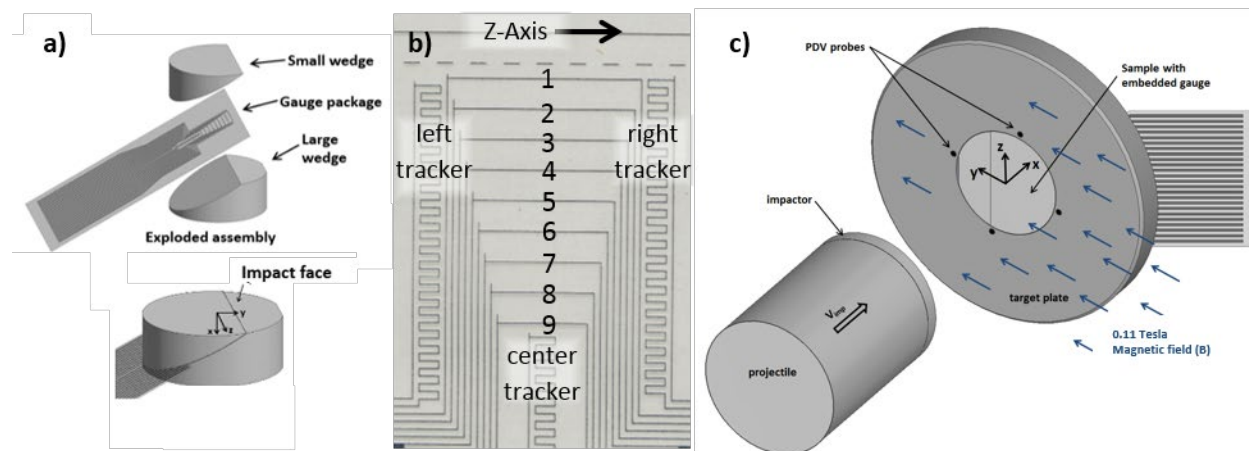 a)
Small wedge
Gauge package
Large
wedge
Exploded assembly
Impact face
x
z
y
b)
Z-Axis
1
2
3
4
5
6
7
8
9
left
tracker
right
tracker
center
tracker
c)
PDV probes
Sample with
embedded gauge
z
y
x
impactor
Vimp
target plate
projectile
0.11 Tesla
Magnetic field (B)